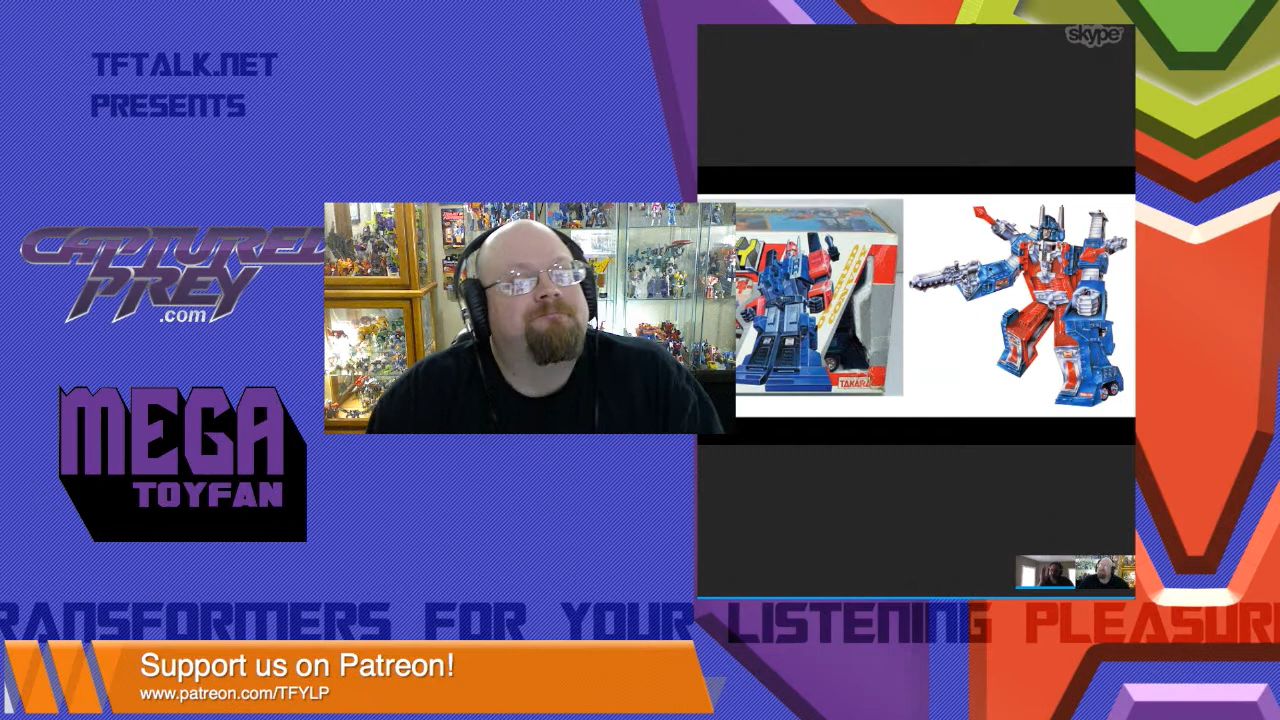 TFTALK.NET
PRESENTS
skype
CAPTURED
PREY
.com
TAKARA
MEGA
TOYFAN
RANSFORMERS FOR YOUR LISTENING PLEASUR
Support us on Patreon!
www.patreon.com/TFYLP